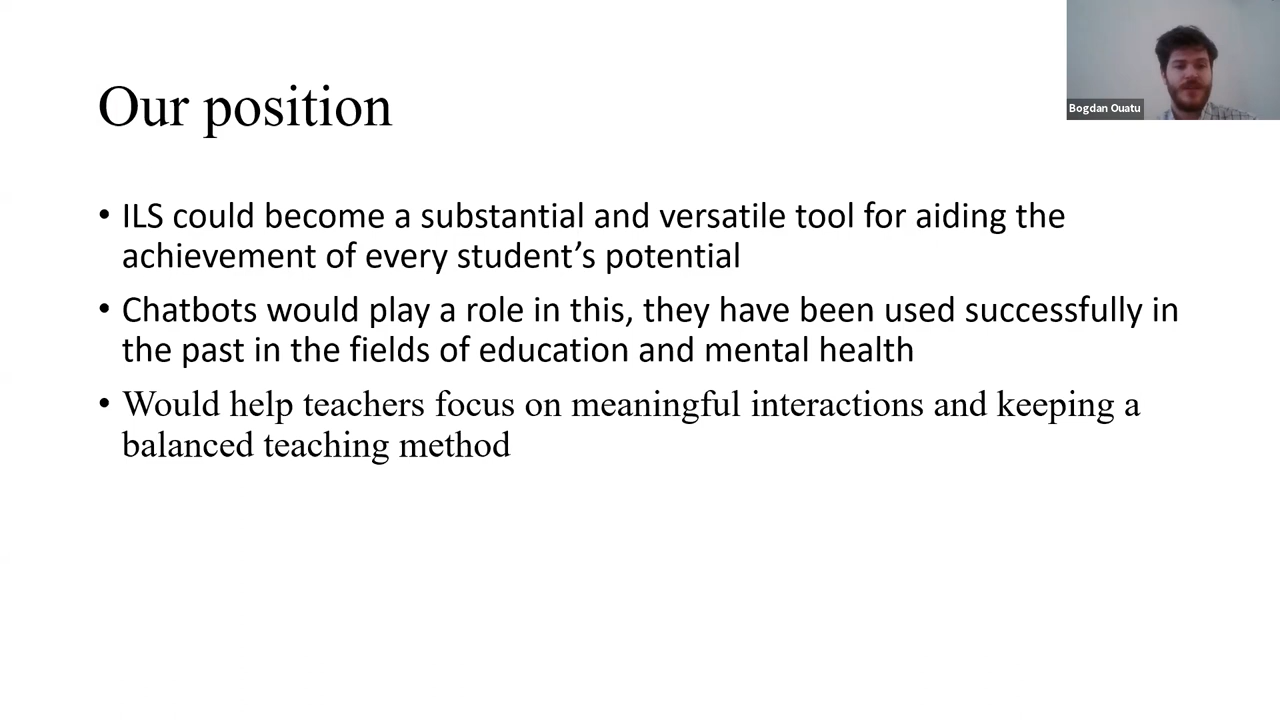 Our position
Bogdan Ouatu
• ILS could become a substantial and versatile tool for aiding the
achievement of every student’s potential
• Chatbots would play a role in this, they have been used successfully in
the past in the fields of education and mental health
• Would help teachers focus on meaningful interactions and keeping a
balanced teaching method